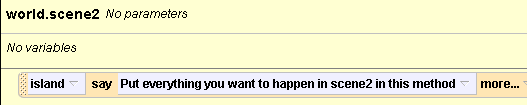 world.scene2 No parameters
No variables
island say Put everything you want to happen in scene2 in this method more...